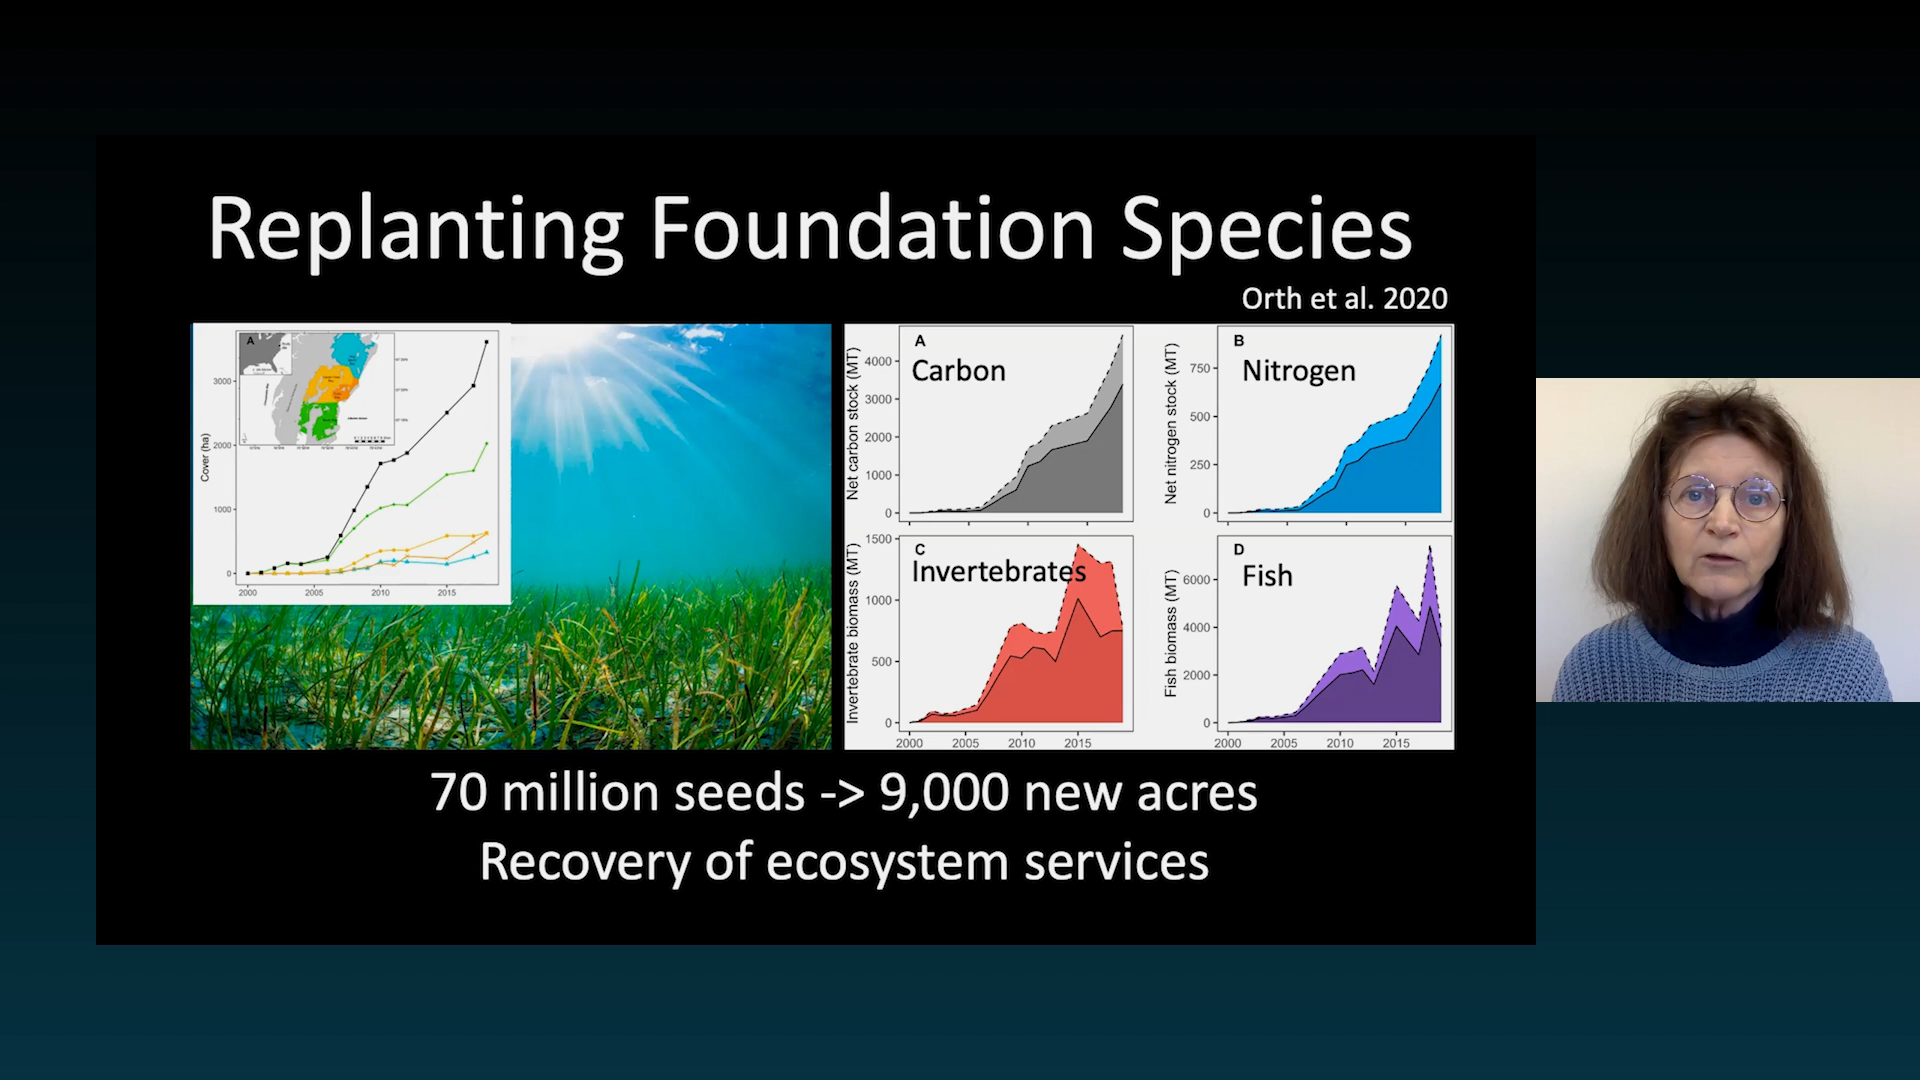 Replanting Foundation Species
Orth et al. 2020
A
Cover (ha)
3000
2000
1000
0
2000 2005 2010 2015
A
Carbon
Net carbon stock (MT)
4000
3000
2000
1000
0
B
Nitrogen
Net nitrogen stock (MT)
750
500
250
0
C
Invertebrates
Invertebrate biomass (MT)
1500
1000
500
0
2000 2005 2010 2015
D
Fish
Fish biomass (MT)
6000
4000
2000
0
2000 2005 2010 2015
70 million seeds -> 9,000 new acres
Recovery of ecosystem services